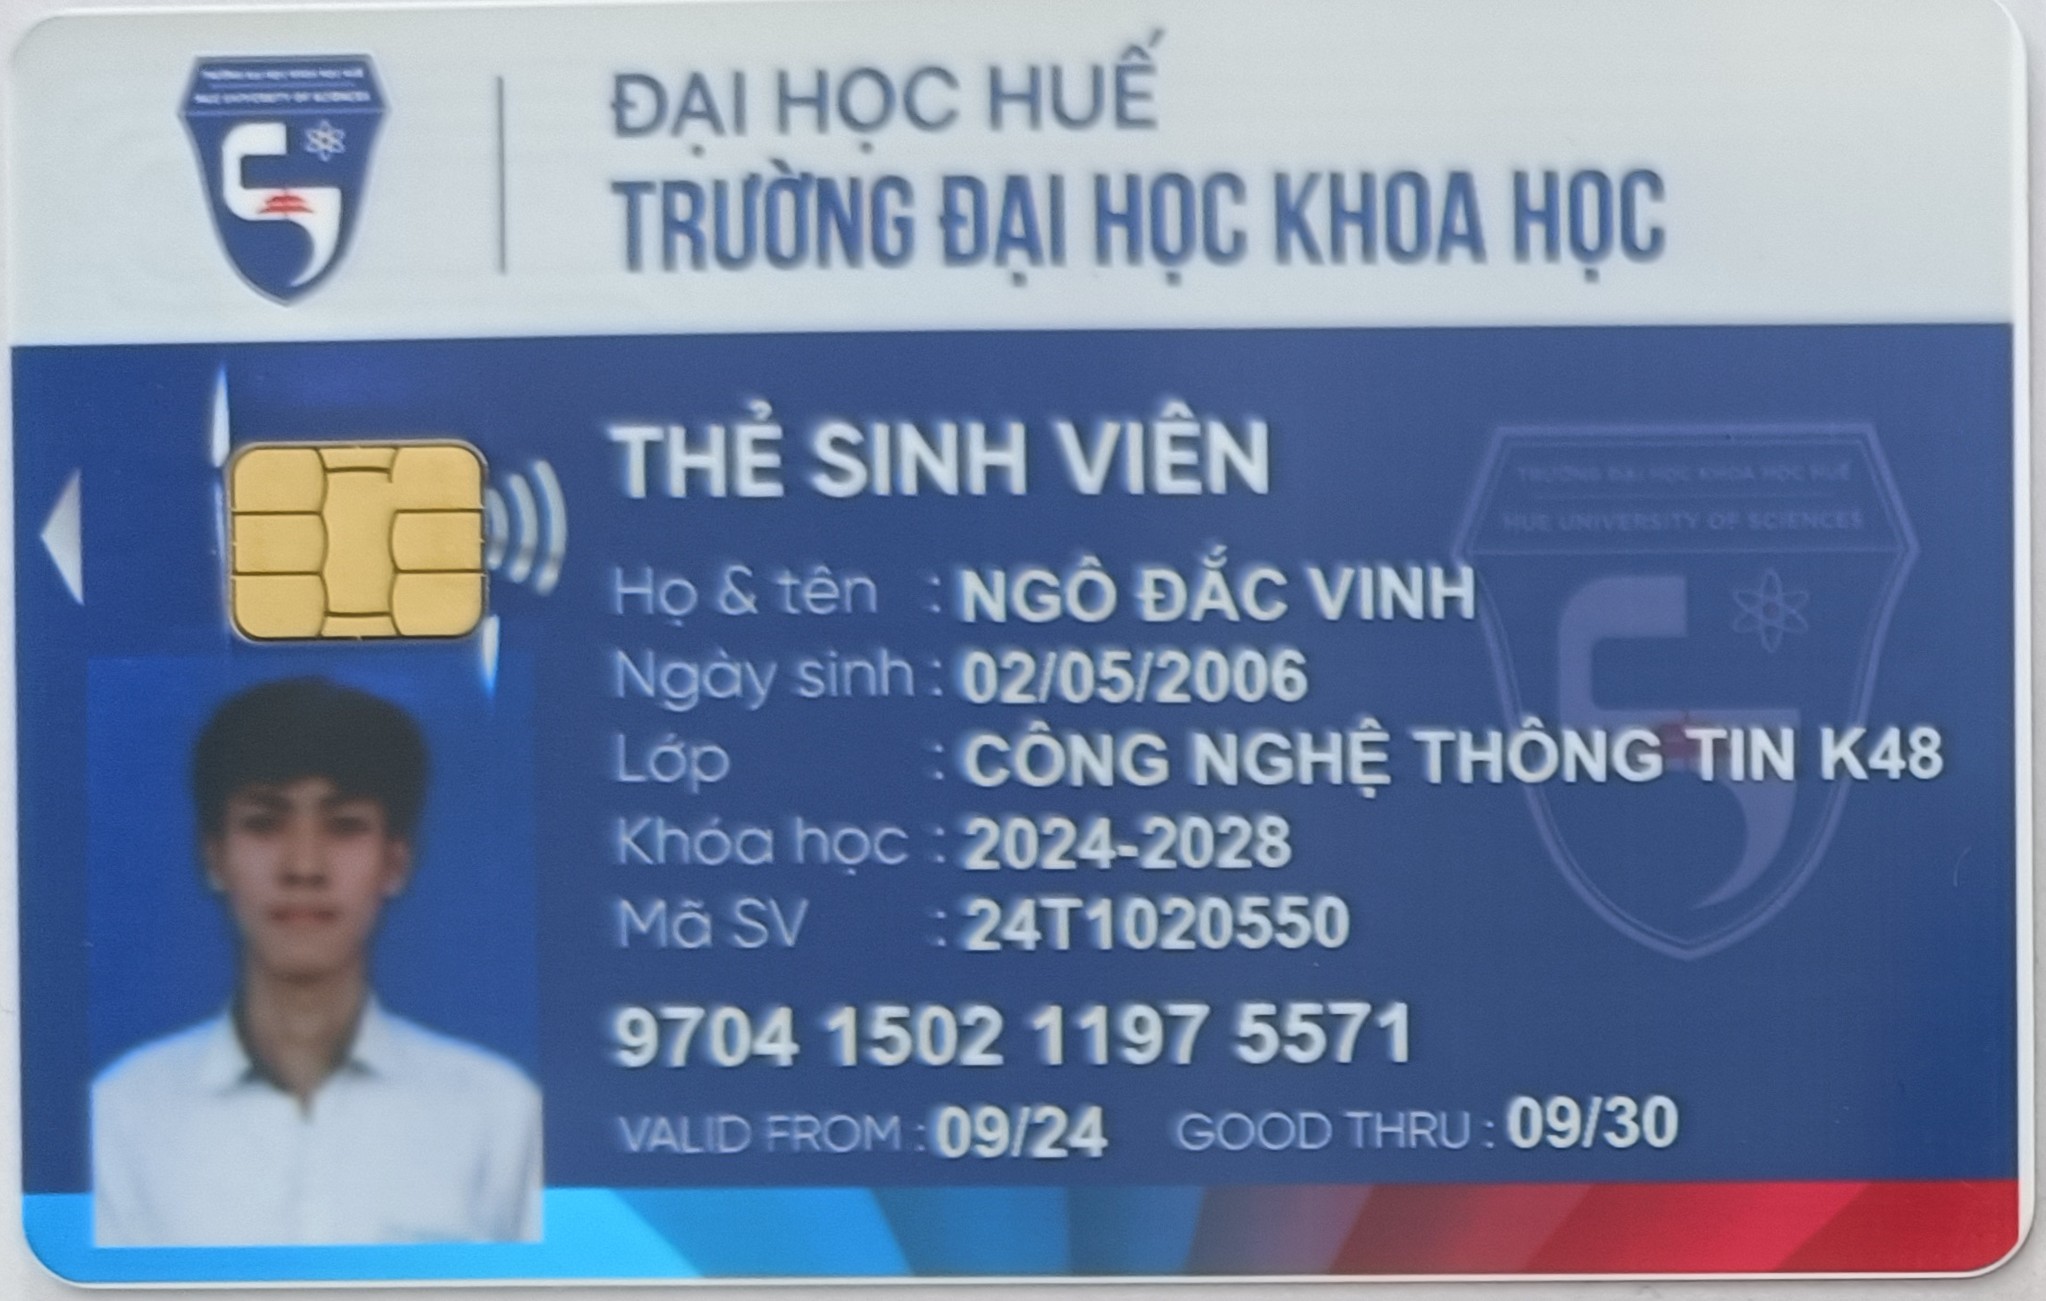 TRƯỜNG ĐẠI HỌC KHOA HỌC HUẾ
HUE UNIVERSITY OF SCIENCES
ĐẠI HỌC HUẾ
TRƯỜNG ĐẠI HỌC KHOA HỌC
THẺ SINH VIÊN
TRƯỜNG ĐẠI HỌC KHOA HỌC HUẾ
HUE UNIVERSITY OF SCIENCES
Họ & tên : NGÔ ĐẮC VINH
Ngày sinh : 02/05/2006
Lớp : CÔNG NGHỆ THÔNG TIN K48
Khóa học : 2024-2028
Mã SV : 24T1020550
9704 1502 1197 5571
VALID FROM : 09/24 GOOD THRU : 09/30